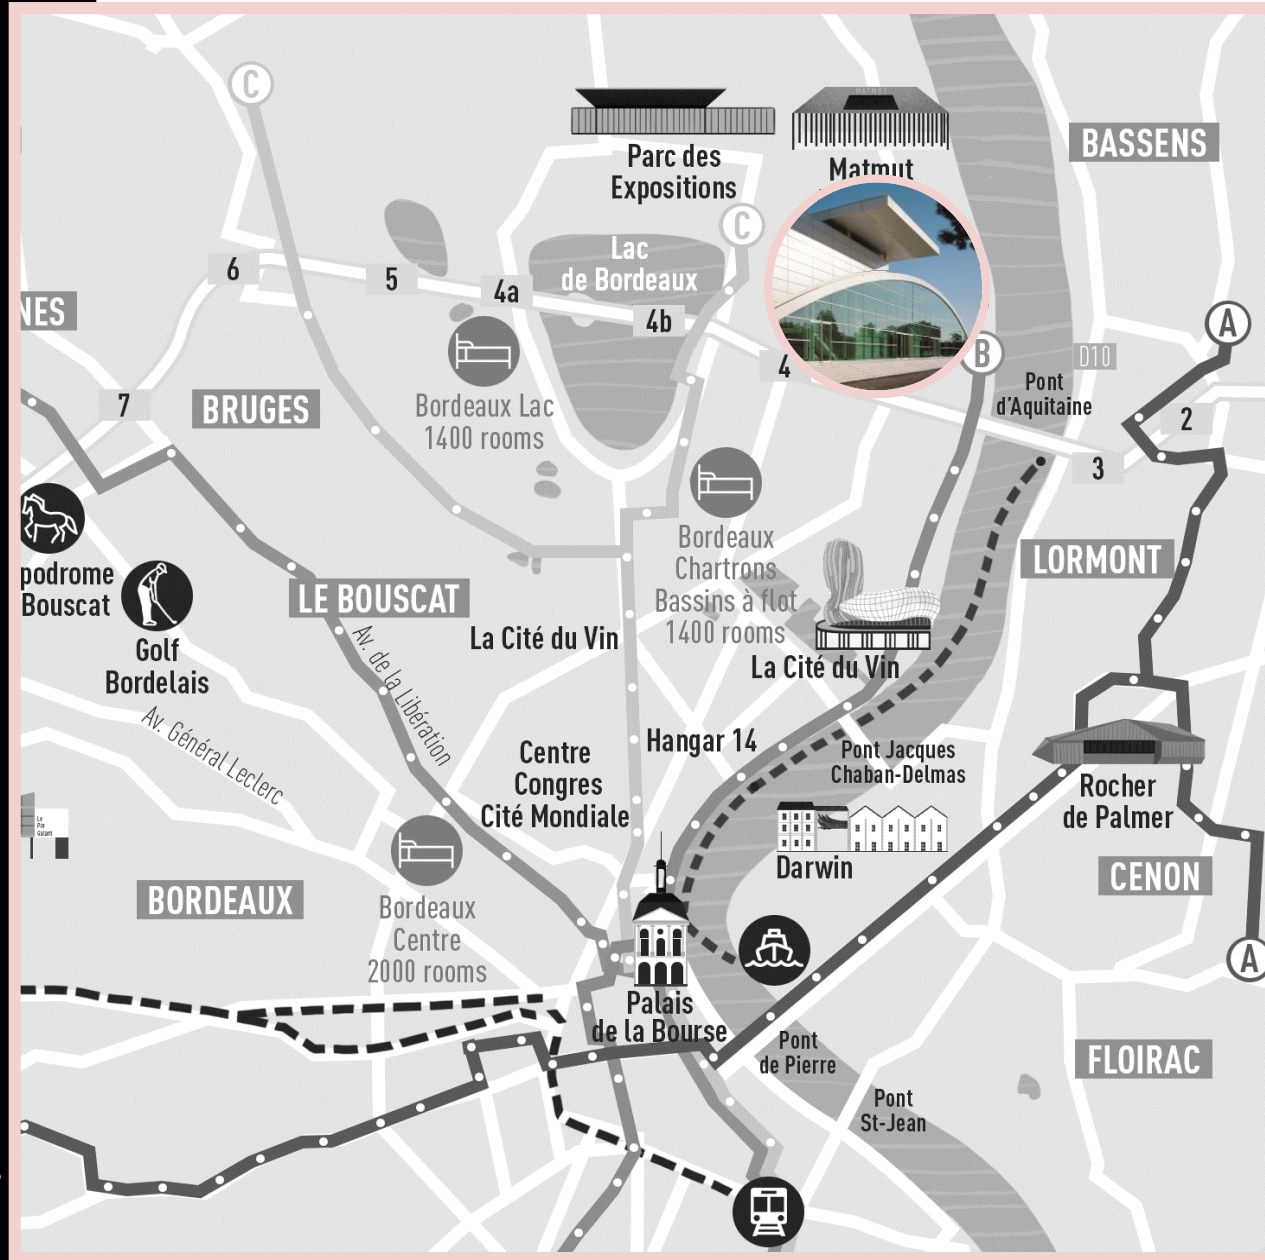 C
MATMUT
Parc des
Expositions
Matmut
BASSENS
C
Lac
de Bordeaux
6
5
4a
4b
4
NES
7
BRUGES
Bordeaux Lac
1400 rooms
B
A
D10
Pont
d'Aquitaine
2
3
podrome
Bouscat
Golf
Bordelais
LE BOUSCAT
Av. de la Libération
Av. Général Leclerc
La Cité du Vin
Bordeaux
Chartrons
Bassins à flot
1400 rooms
La Cité du Vin
LORMONT
Hangar 14
Centre
Congres
Cité Mondiale
Pont Jacques
Chaban-Delmas
Rocher
de Palmer
Le
Pin
Galant
Darwin
CENON
BORDEAUX
Bordeaux
Centre
2000 rooms
A
Palais
de la Bourse
Pont
de Pierre
FLOIRAC
Pont
St-Jean